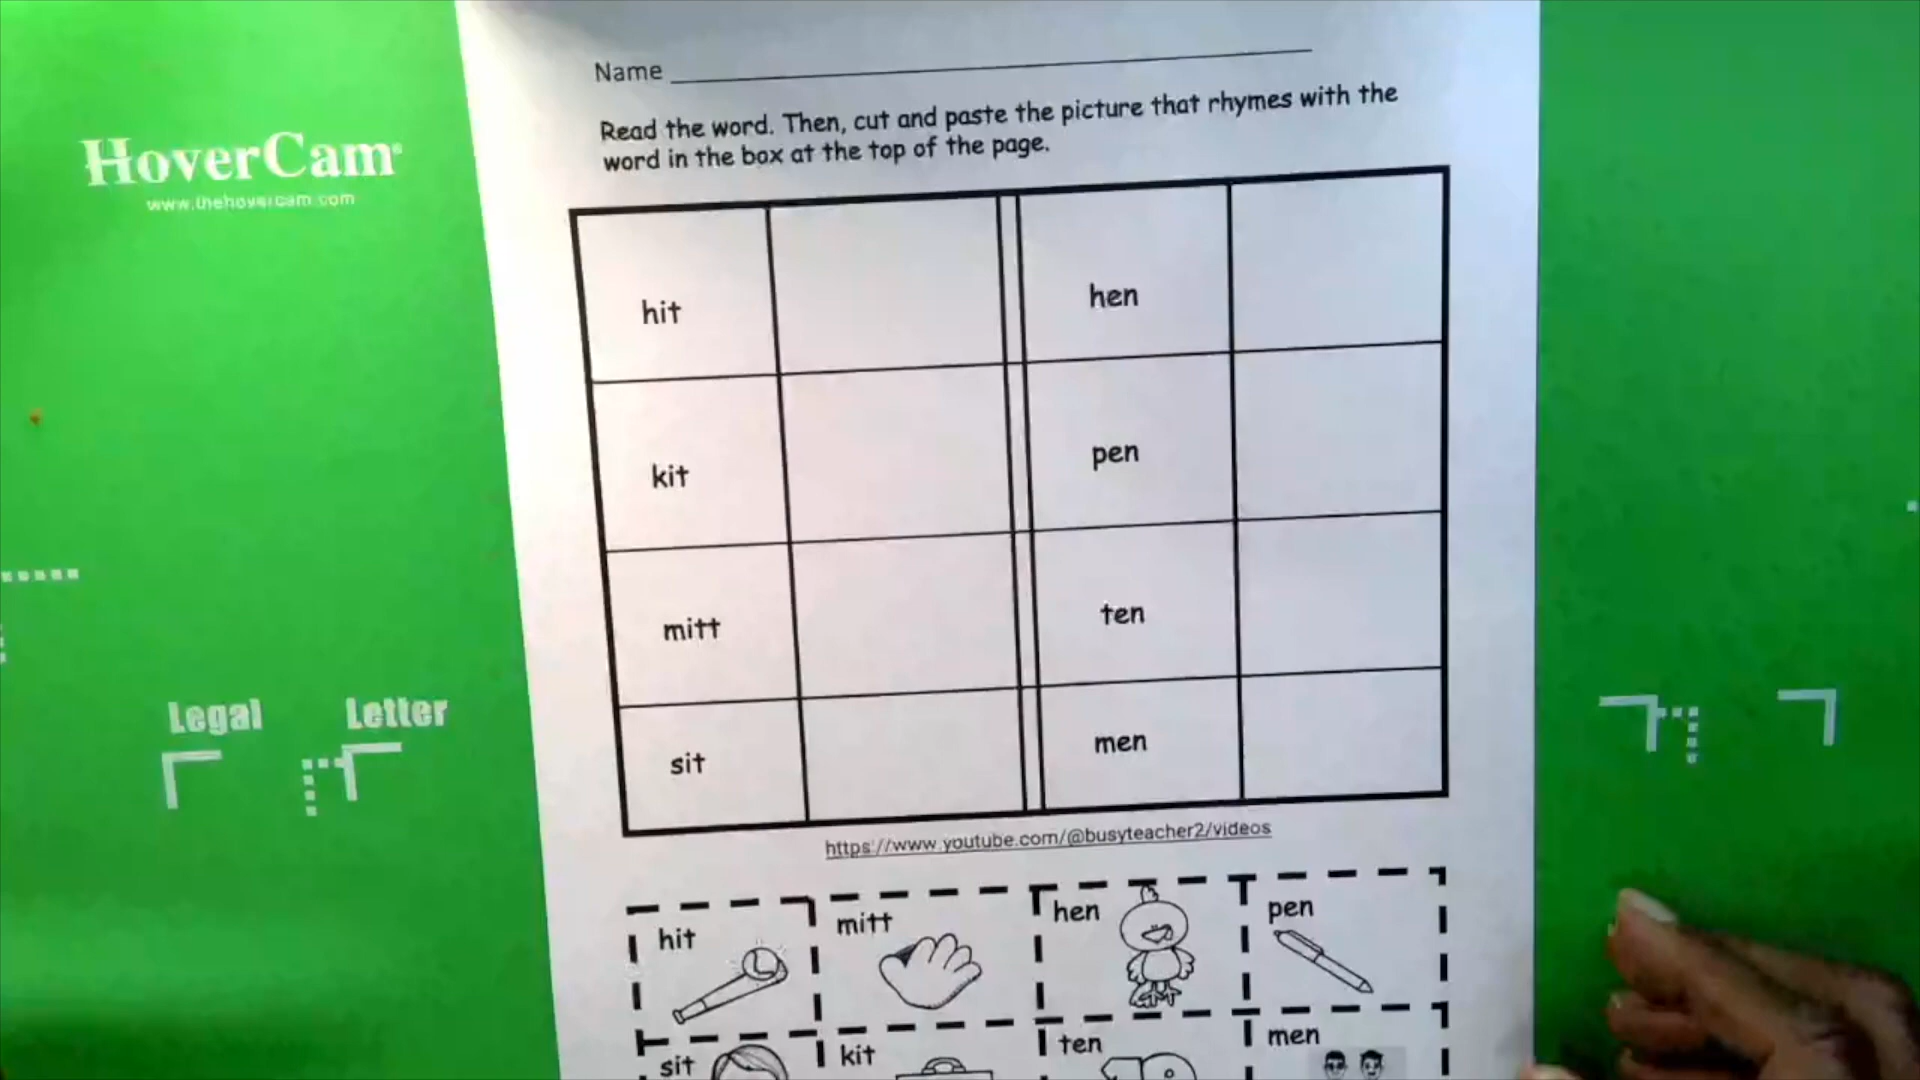 Name
Read the word. Then, cut and paste the picture that rhymes with the
word in the box at the top of the page.
HoverCam
www.thehovercam.com
hit
hen
kit
pen
mitt
ten
sit
men
Legal
Letter
https://www.youtube.com/@busyteacher2/videos
hit
mitt
hen
pen
sit
kit
ten
men